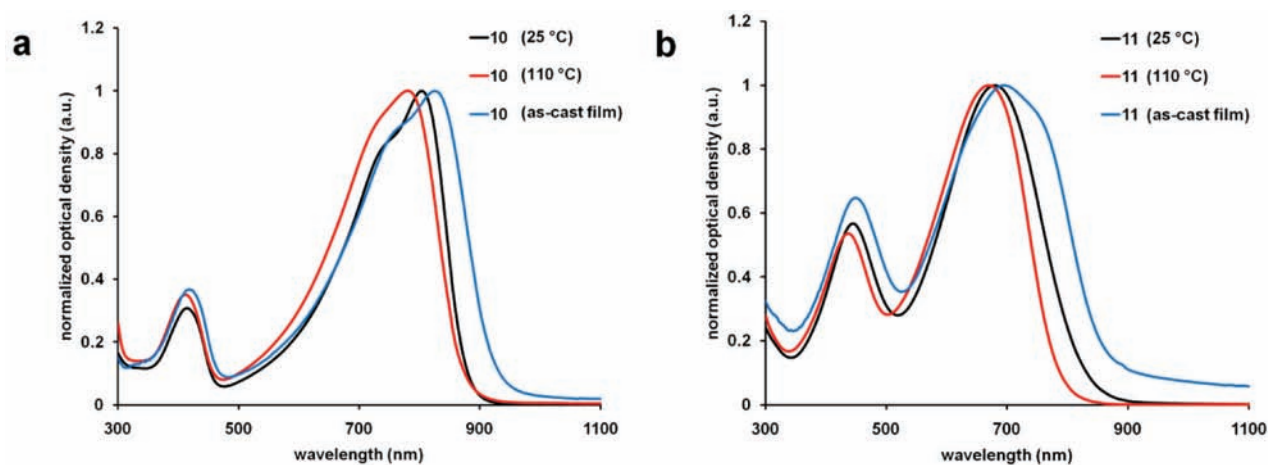 a
normalized optical density (a.u.)
1.2
1
0.8
0.6
0.4
0.2
0
300 500 700 900 1100
wavelength (nm)
10 (25 °C)
10 (110 °C)
10 (as-cast film)
b
normalized optical density (a.u.)
1.2
1
0.8
0.6
0.4
0.2
0
300 500 700 900 1100
wavelength (nm)
11 (25 °C)
11 (110 °C)
11 (as-cast film)